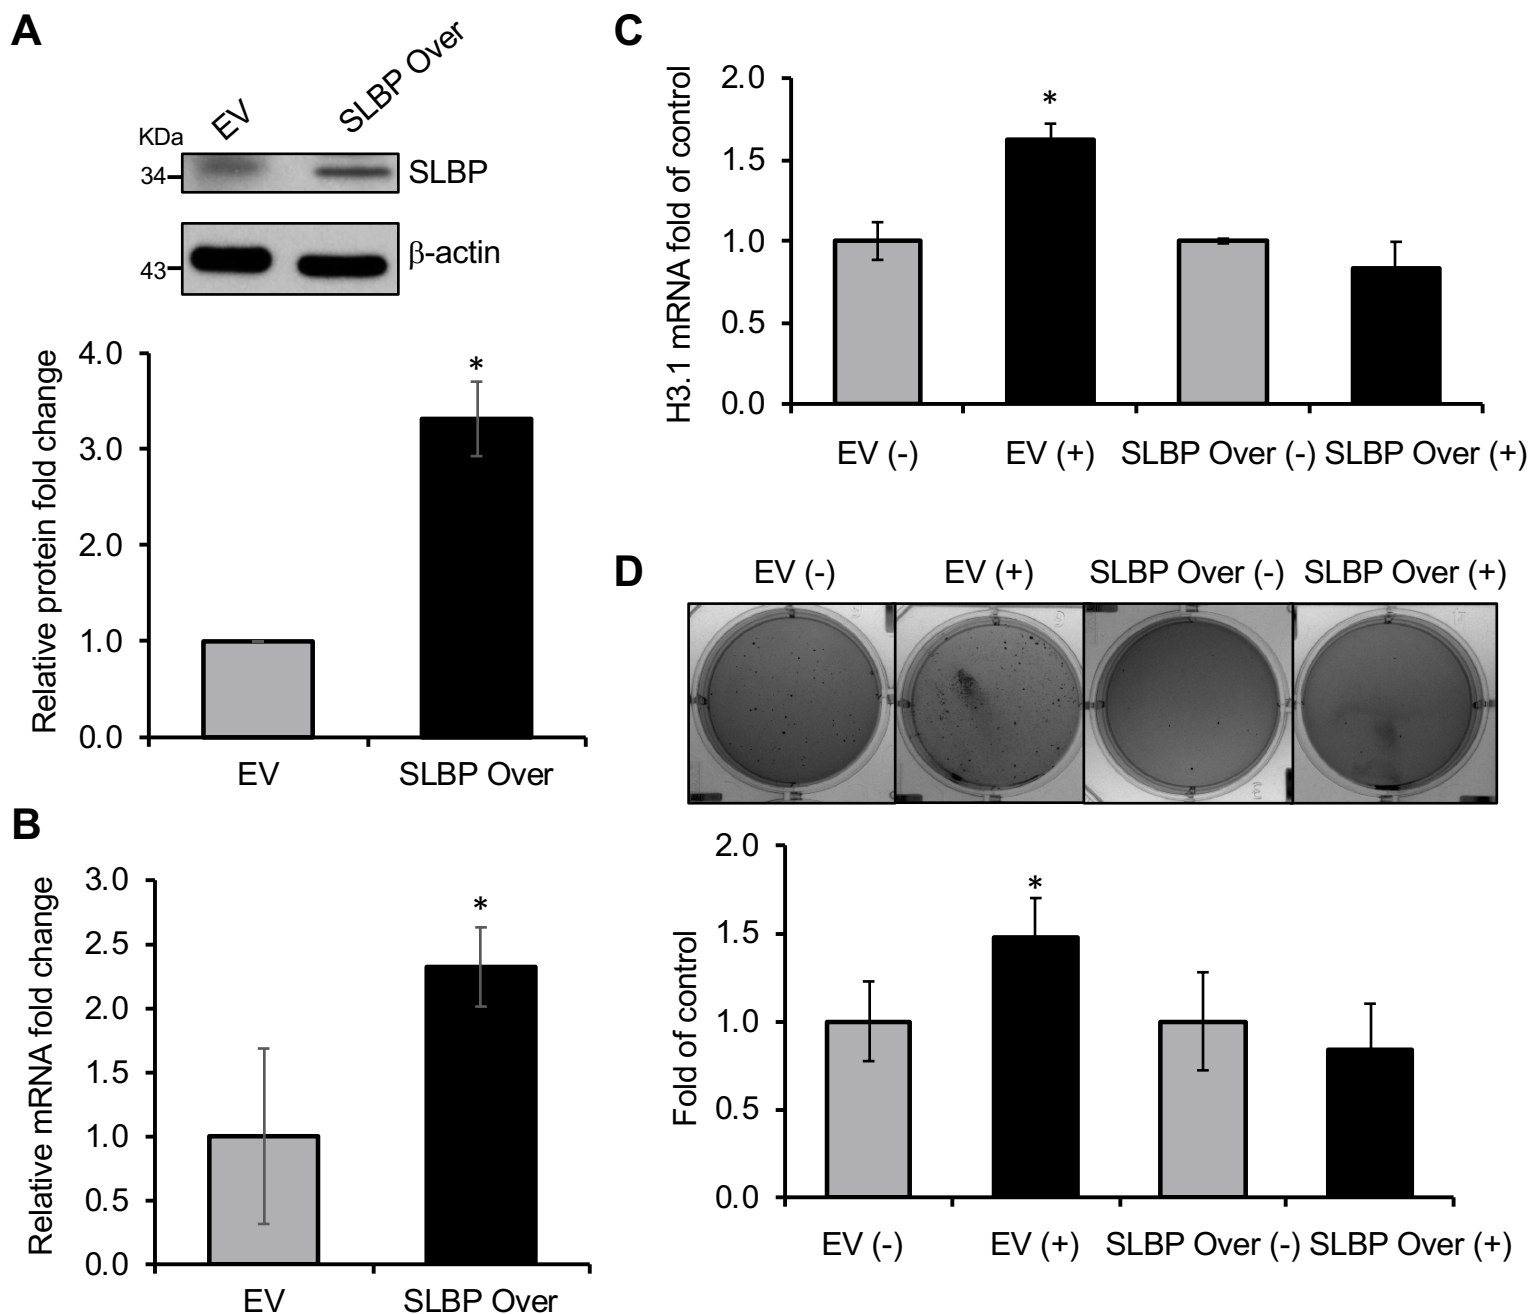 A
EV
SLBP Over
KDa
34
SLBP
43
β-actin
Relative protein fold change
4.0
*
3.0
2.0
1.0
0.0
EV
SLBP Over
B
Relative mRNA fold change
3.0
*
2.5
2.0
1.5
1.0
0.5
0.0
EV
SLBP Over
C
H3.1 mRNA fold of control
2.0
*
1.5
1.0
0.5
0.0
EV (-)
EV (+)
SLBP Over (-)
SLBP Over (+)
D
EV (-)
EV (+)
SLBP Over (-)
SLBP Over (+)
Fold of control
2.0
*
1.5
1.0
0.5
0.0
EV (-)
EV (+)
SLBP Over (-)
SLBP Over (+)